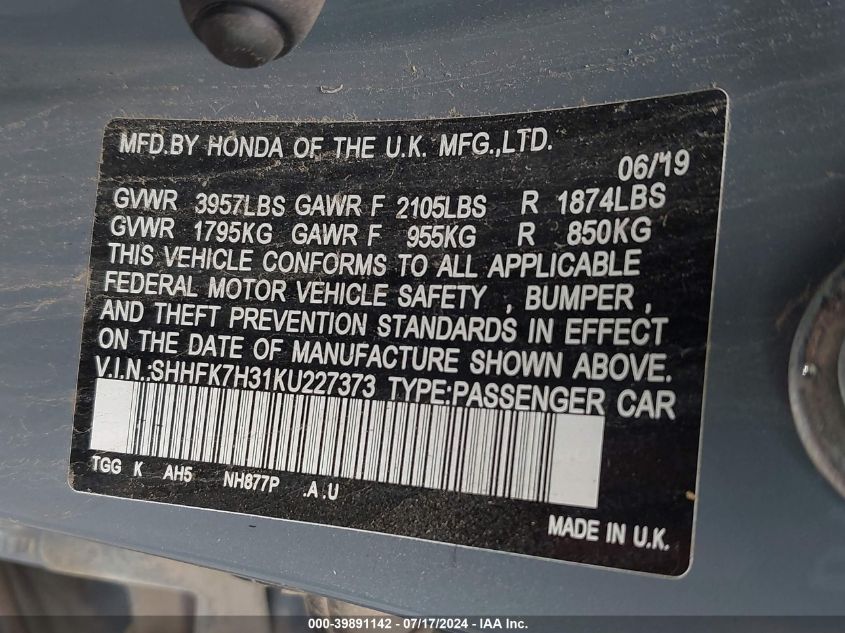 MFD.BY HONDA OF THE U.K. MFG.,LTD.
06/19
GVWR 3957LBS GAWR F 2105LBS R 1874LBS
GVWR 1795KG GAWR F 955KG R 850KG
THIS VEHICLE CONFORMS TO ALL APPLICABLE
FEDERAL MOTOR VEHICLE SAFETY , BUMPER ,
AND THEFT PREVENTION STANDARDS IN EFFECT
ON THE DATE OF MANUFACTURE SHOWN ABOVE.
V.I.N.:SHHFK7H31KU227373 TYPE:PASSENGER CAR
TGG K AH5 NH877P .A .U
MADE IN U.K.
000-39891142 - 07/17/2024 - IAA Inc.